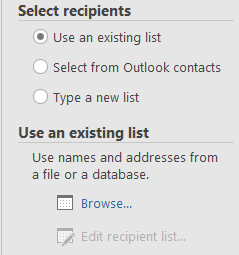 Select recipients
Use an existing list
Select from Outlook contacts
Type a new list
Use an existing list
Use names and addresses from
a file or a database.
Browse...
Edit recipient list...